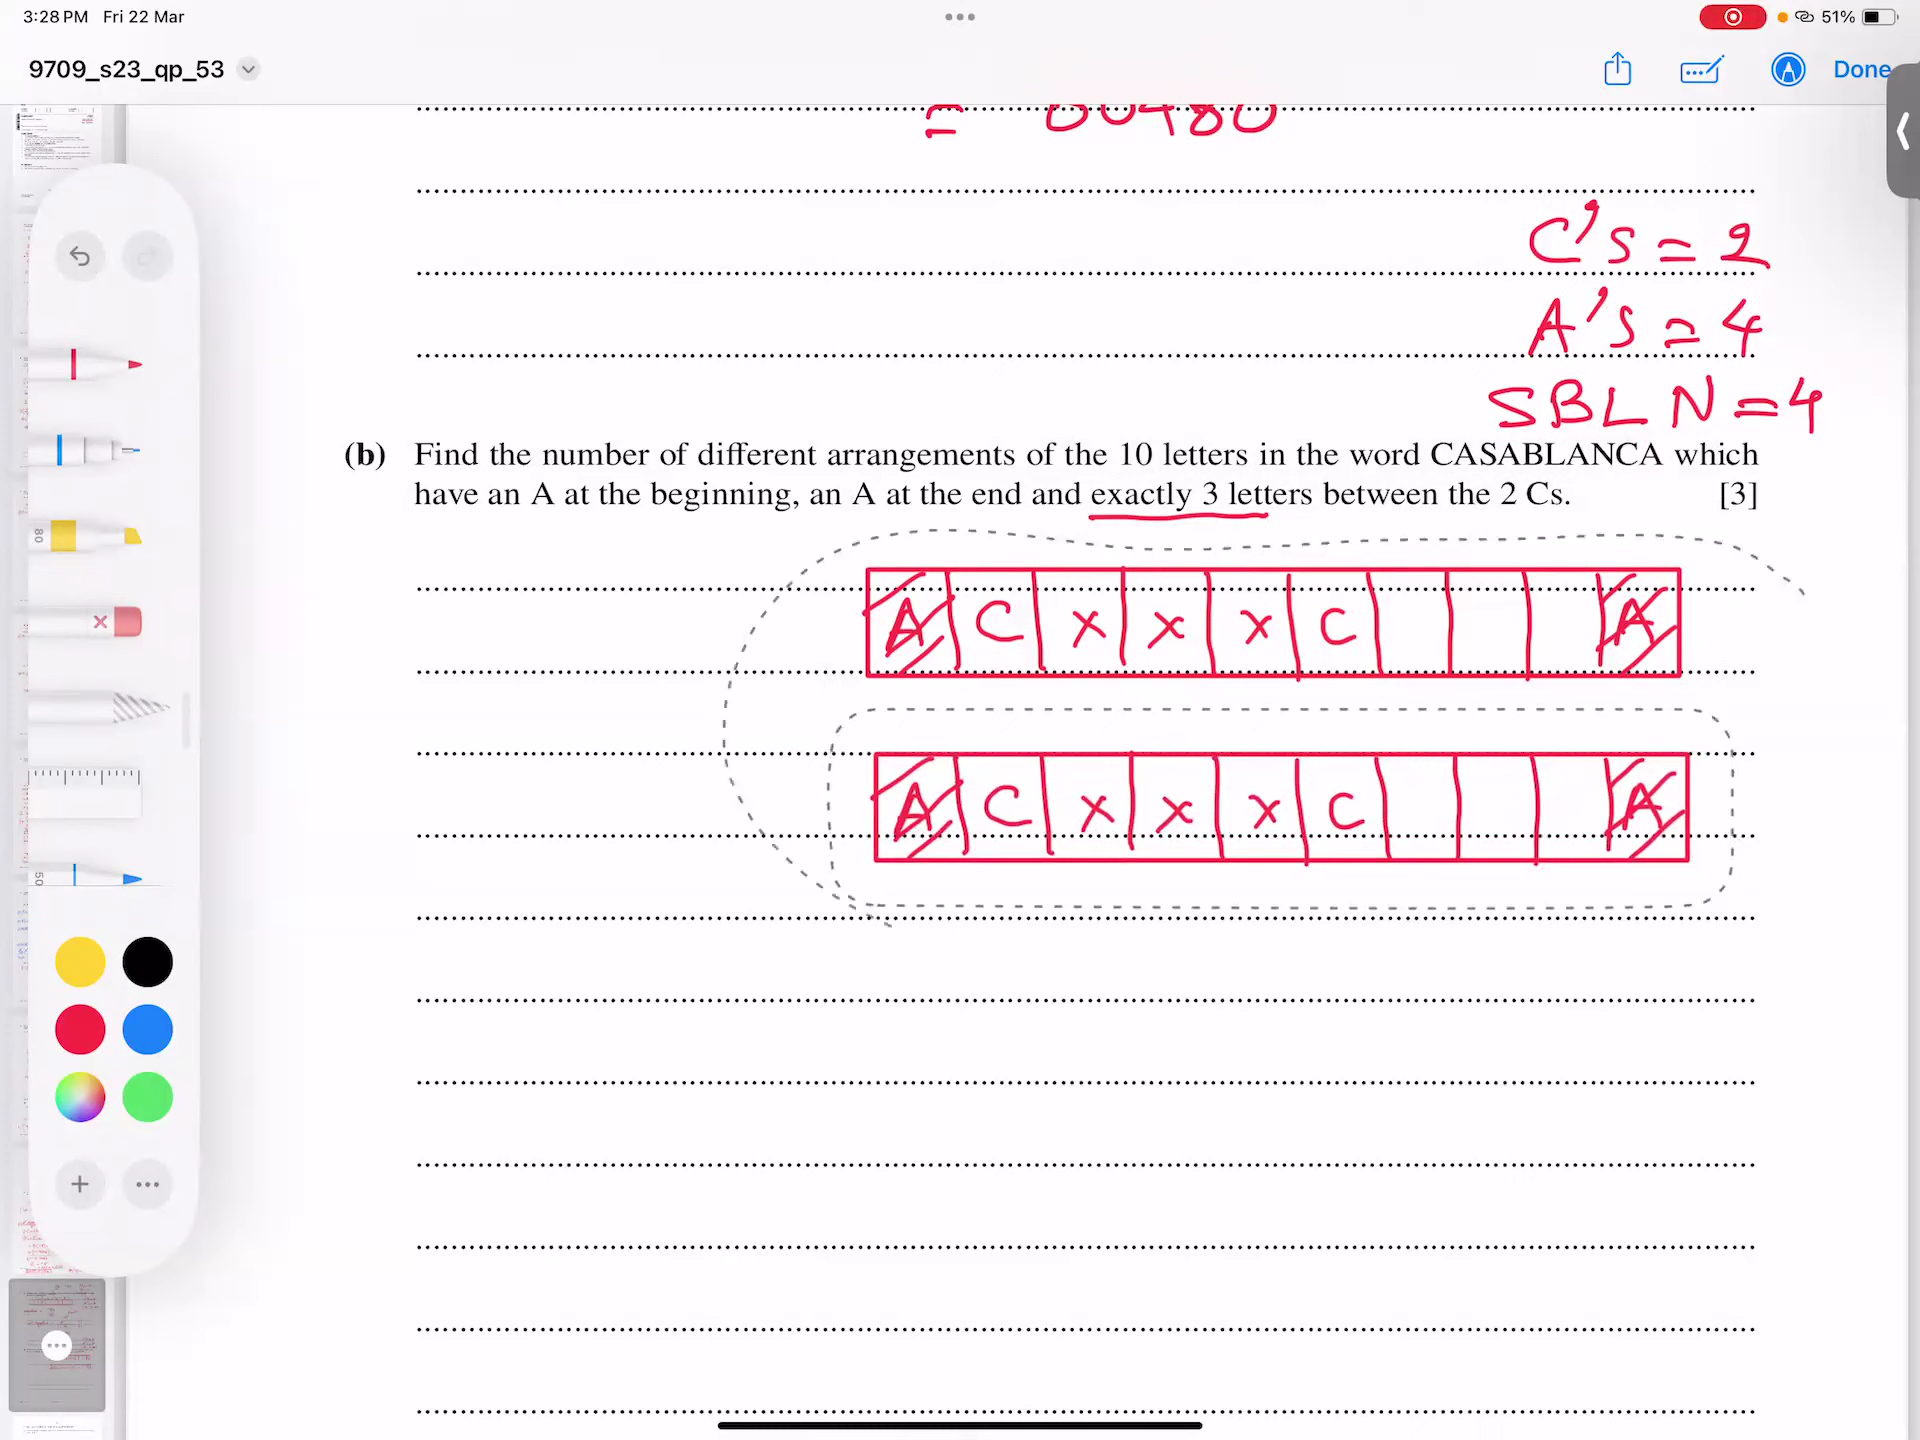 3:28 PM Fri 22 Mar
51%
9709_s23_qp_53
Done
C's = 2
A's = 4
SBLN = 4
(b) Find the number of different arrangements of the 10 letters in the word CASABLANCA which
have an A at the beginning, an A at the end and exactly 3 letters between the 2 Cs. [3]
A C x x x C A
A C x x x C A
80
50